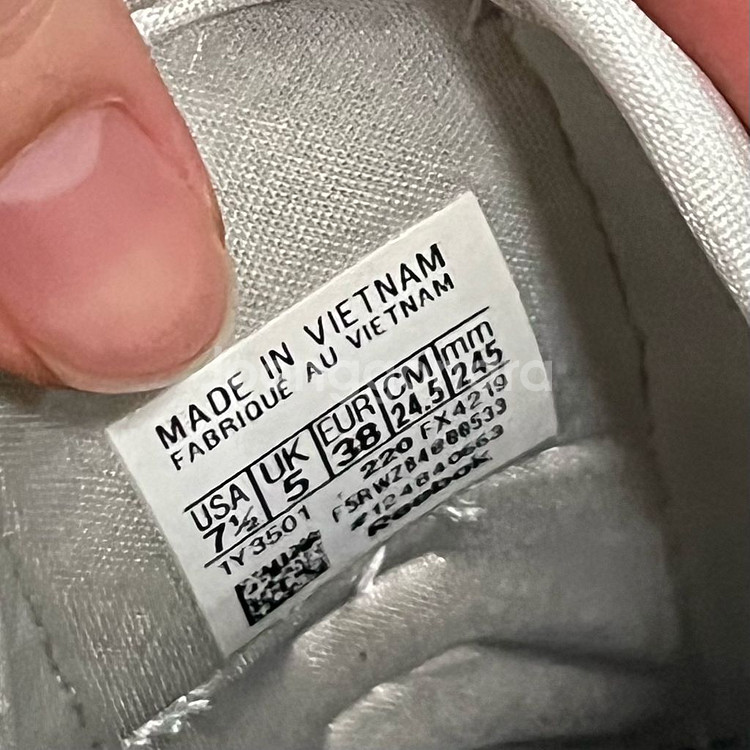 MADE IN VIETNAM
FABRIQUÉ AU VIETNAM
USA UK EUR CM mm
7½ 5 38 24.5 245
1Y3501 220 FX4219
Reebok